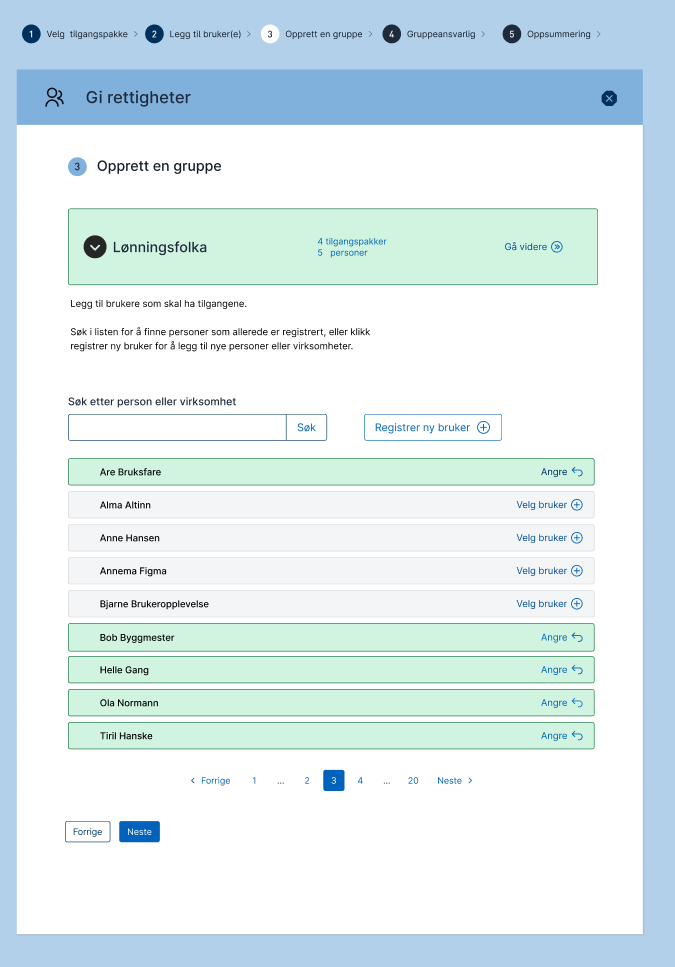 1 Velg tilgangspakke > 2 Legg til bruker(e) > 3 Opprett en gruppe > 4 Gruppeansvarlig > 5 Oppsummering >
Gi rettigheter
3 Opprett en gruppe
Lønningsfolka
4 tilgangspakker
5 personer
Gå videre
Legg til brukere som skal ha tilgangene.
Søk i listen for å finne personer som allerede er registrert, eller klikk
registrer ny bruker for å legg til nye personer eller virksomheter.
Søk etter person eller virksomhet
Søk
Registrer ny bruker
Are Bruksfare Angre
Alma Altinn Velg bruker
Anne Hansen Velg bruker
Annema Figma Velg bruker
Bjarne Brukeropplevelse Velg bruker
Bob Byggmester Angre
Helle Gang Angre
Ola Normann Angre
Tiril Hanske Angre
< Forrige 1 ... 2 3 4 ... 20 Neste >
Forrige Neste